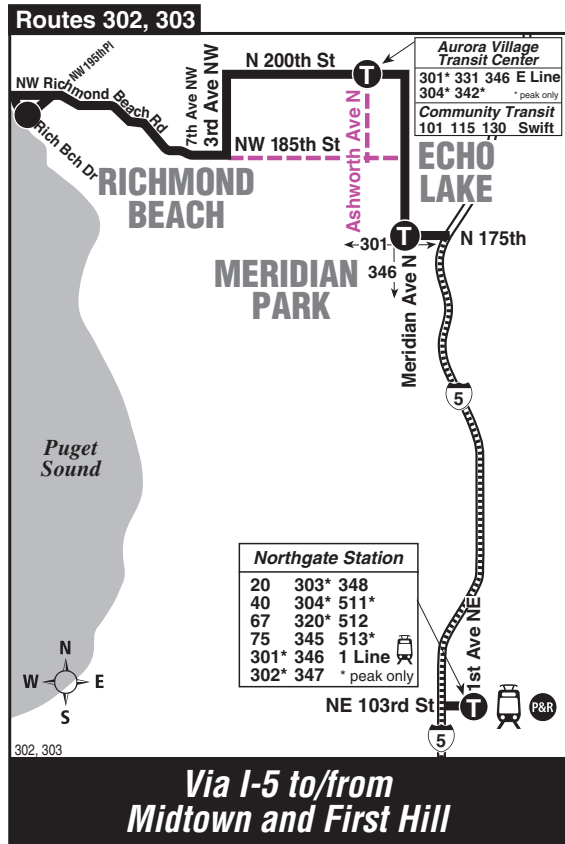 Routes 302, 303
Aurora Village
Transit Center
301* 331 346 E Line
304* 342* * peak only
Community Transit
101 115 130 Swift
NW 195th Pl
NW Richmond Beach Rd
Rich Bch Dr
7th Ave NW
3rd Ave NW
N 200th St
T
Ashworth Ave N
NW 185th St
RICHMOND
BEACH
ECHO
LAKE
T
N 175th
301
346
MERIDIAN
PARK
Meridian Ave N
5
Puget
Sound
Northgate Station
20 303* 348
40 304* 511*
67 320* 512
75 345 513*
301* 346 1 Line
302* 347 * peak only
1st Ave NE
NE 103rd St
T
P&R
5
N
W E
S
302, 303
Via I-5 to/from
Midtown and First Hill